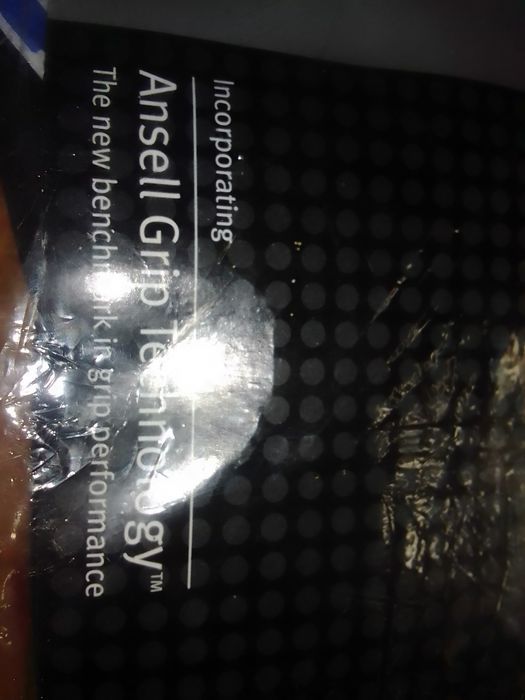 Incorporating
Ansell Grip Technology™
The new benchmark in grip performance